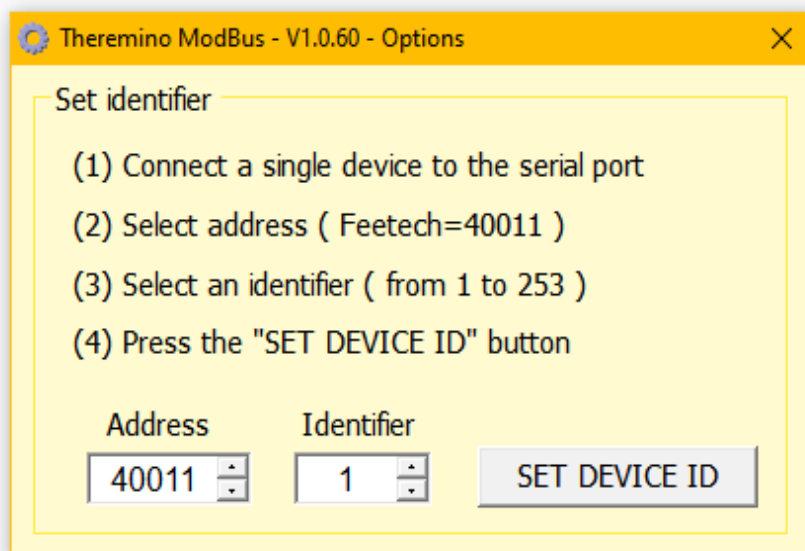 Theremino ModBus - V1.0.60 - Options
Set identifier
(1) Connect a single device to the serial port
(2) Select address ( Feetech=40011 )
(3) Select an identifier ( from 1 to 253 )
(4) Press the "SET DEVICE ID" button
Address Identifier
40011 1 SET DEVICE ID